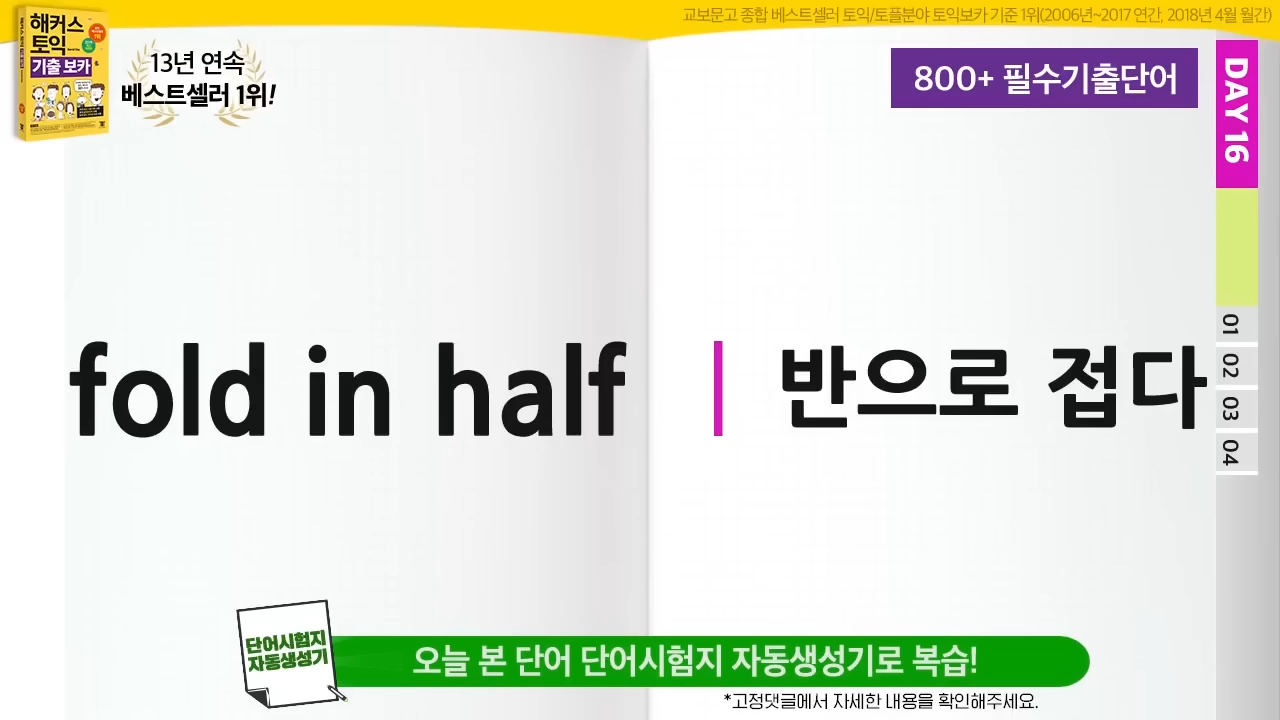 교보문고 종합 베스트셀러 토익/토플분야 토익보카 기준 1위(2006년~2017 연간, 2018년 4월 월간)
해커스
토익
기출 보카
13년 연속
베스트셀러 1위!
800+ 필수기출단어
DAY 16
01
02
03
04
fold in half
반으로 접다
단어시험지
자동생성기
오늘 본 단어 단어시험지 자동생성기로 복습!
*고정댓글에서 자세한 내용을 확인해주세요.